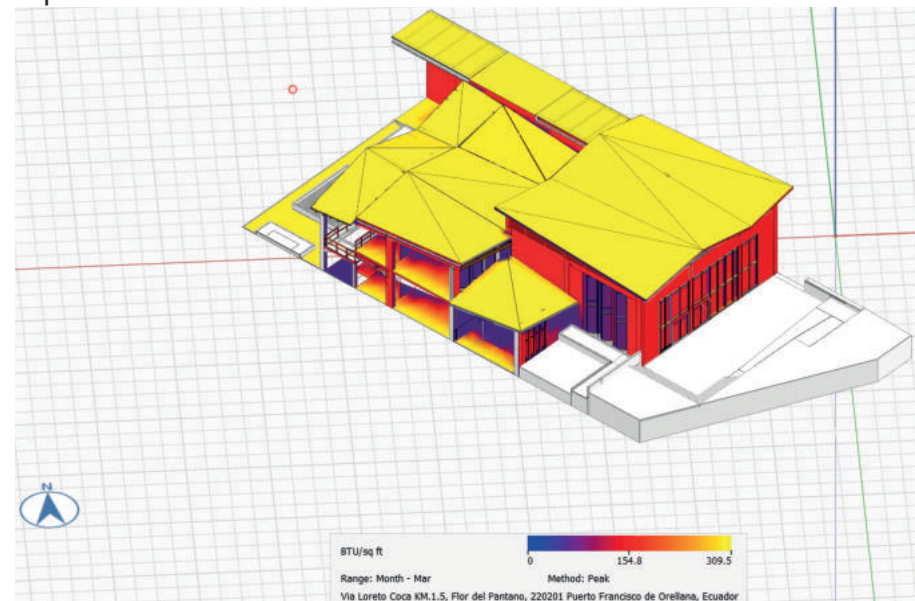 N
BTU/sq ft
0 154.8 309.5
Range: Month - Mar Method: Peak
Via Loreto Coca KM.1.5, Flor del Pantano, 220201 Puerto Francisco de Orellana, Ecuador